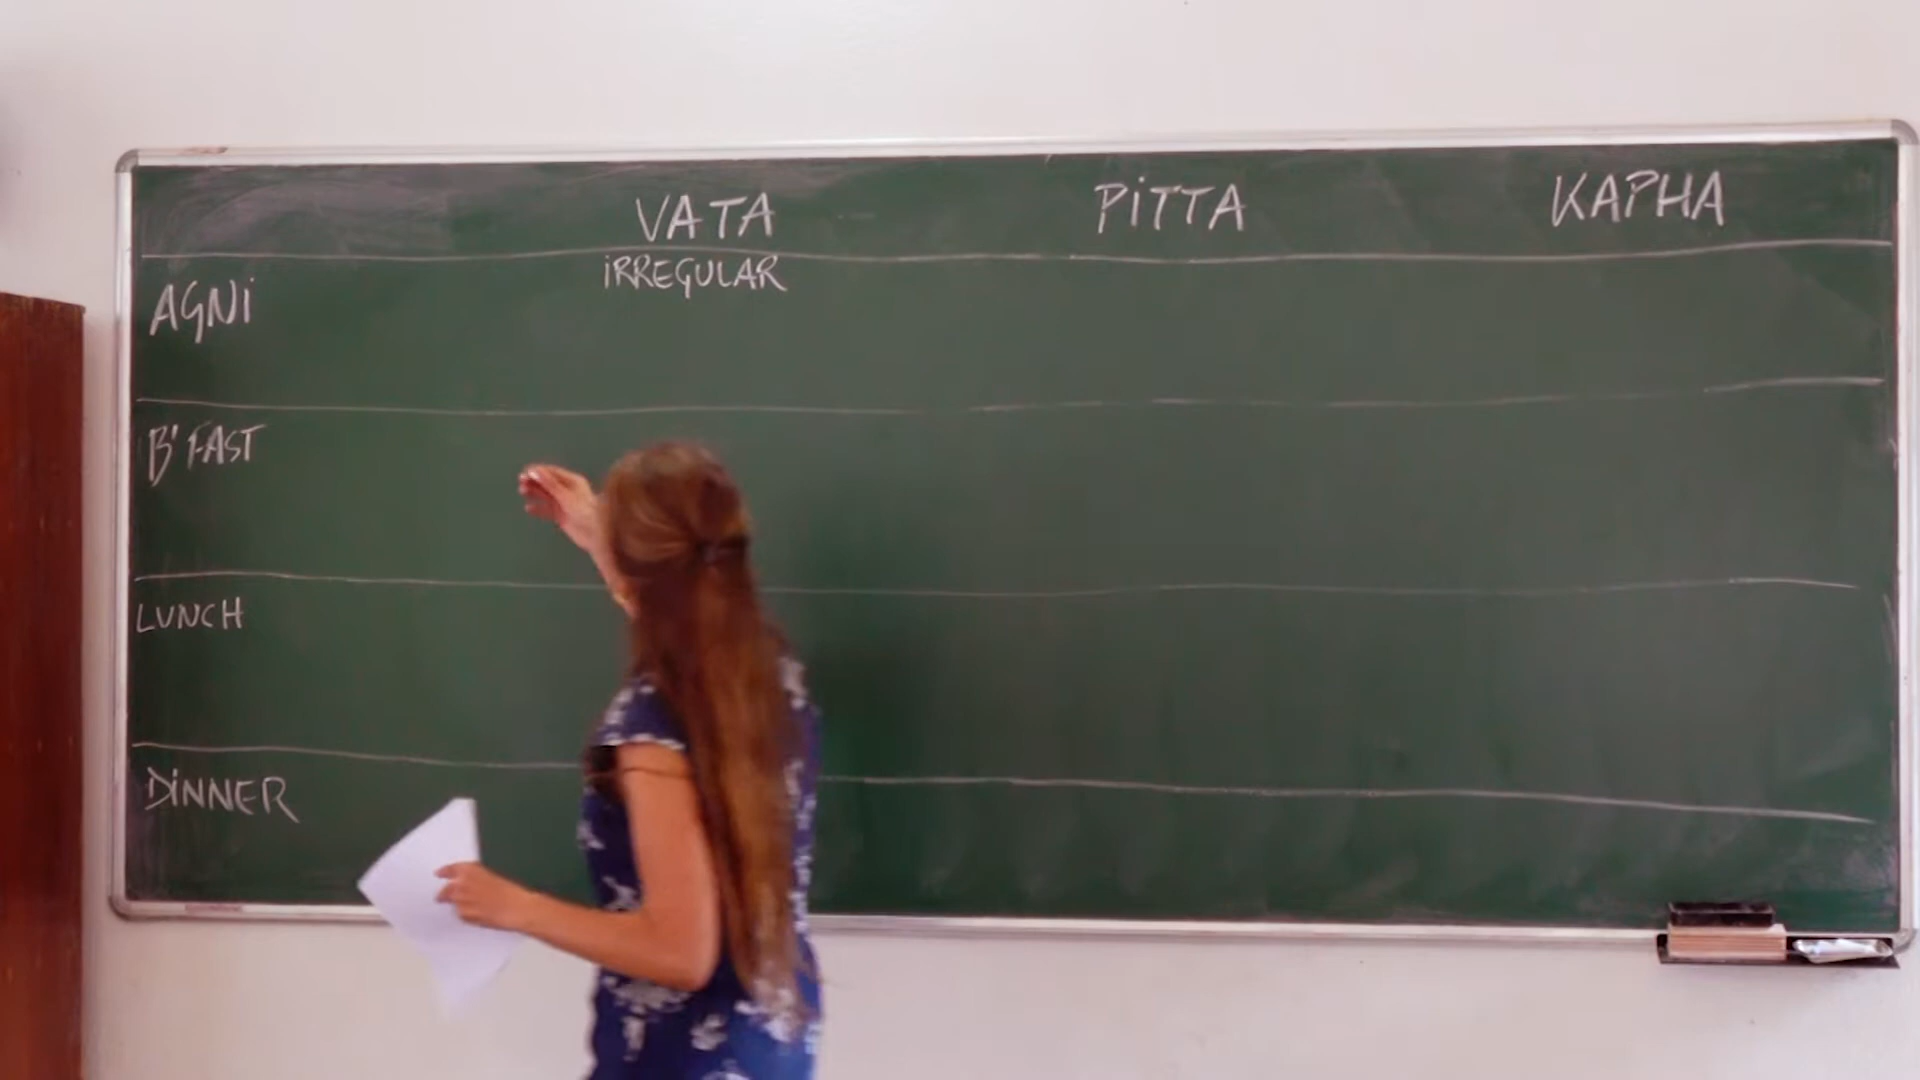 VATA PiTTA KAPHA
iRREGULAR
AGNi
B'FAST
LUNCH
DiNNER